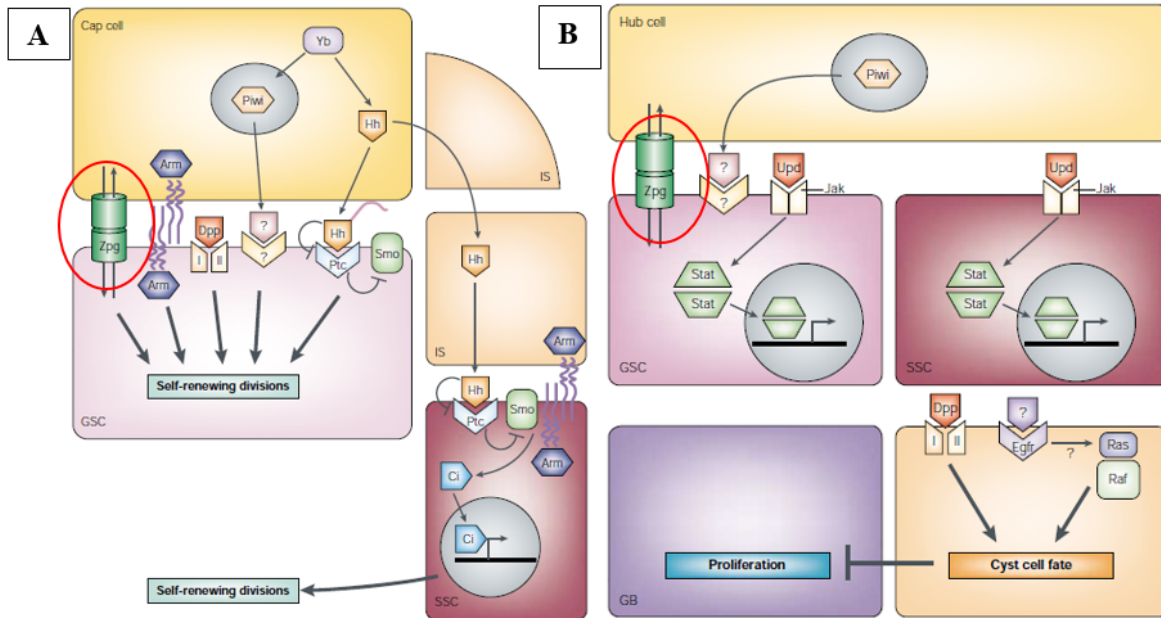 A
Cap cell
Yb
Piwi
Hh
IS
Arm
Zpg
Arm
Dpp
I II
?
?
Hh
Ptc
Smo
Self-renewing divisions
GSC
Hh
IS
Arm
Hh
Ptc
Smo
Arm
Ci
Ci
SSC
Self-renewing divisions
B
Hub cell
Piwi
Zpg
?
?
Upd
Jak
Stat
Stat
GSC
Upd
Jak
Stat
Stat
SSC
Proliferation
GB
Dpp
I II
?
Egfr
?
Ras
Raf
Cyst cell fate